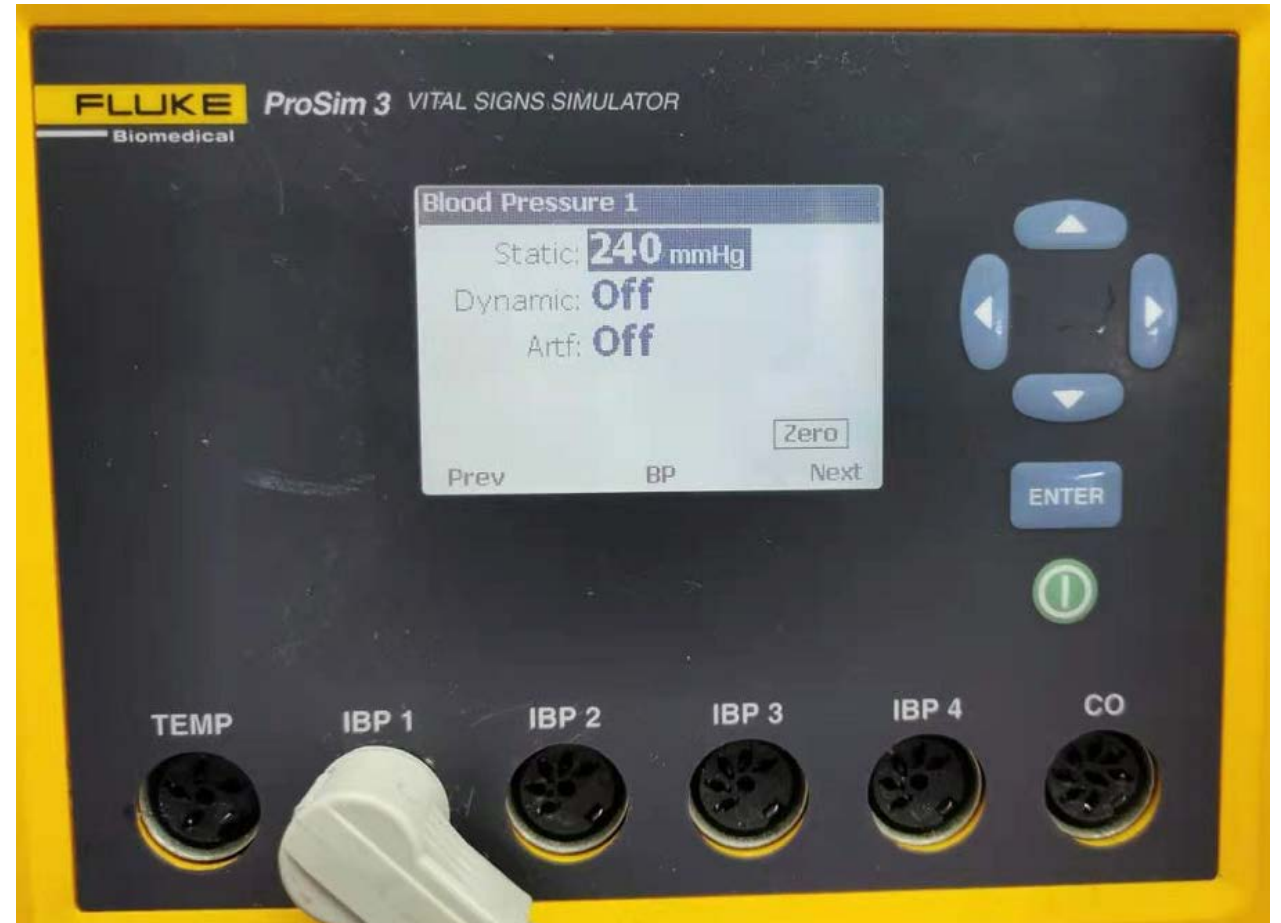 FLUKE
Biomedical
ProSim 3 VITAL SIGNS SIMULATOR
Blood Pressure 1
Static: 240 mmHg
Dynamic: Off
Artf: Off
Zero
Prev BP Next
ENTER
TEMP IBP 1 IBP 2 IBP 3 IBP 4 CO